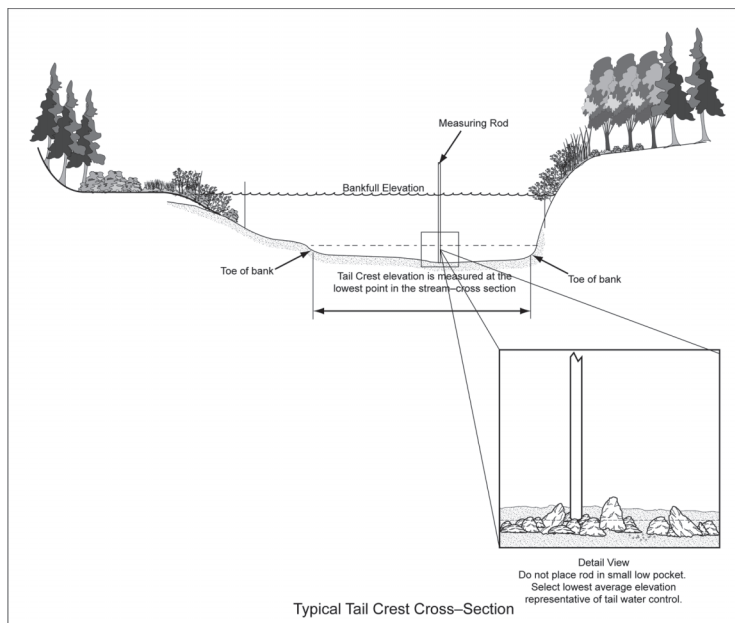 Measuring Rod
Bankfull Elevation
Toe of bank
Tail Crest elevation is measured at the
lowest point in the stream–cross section
Toe of bank
Detail View
Do not place rod in small low pocket.
Select lowest average elevation
representative of tail water control.
Typical Tail Crest Cross–Section